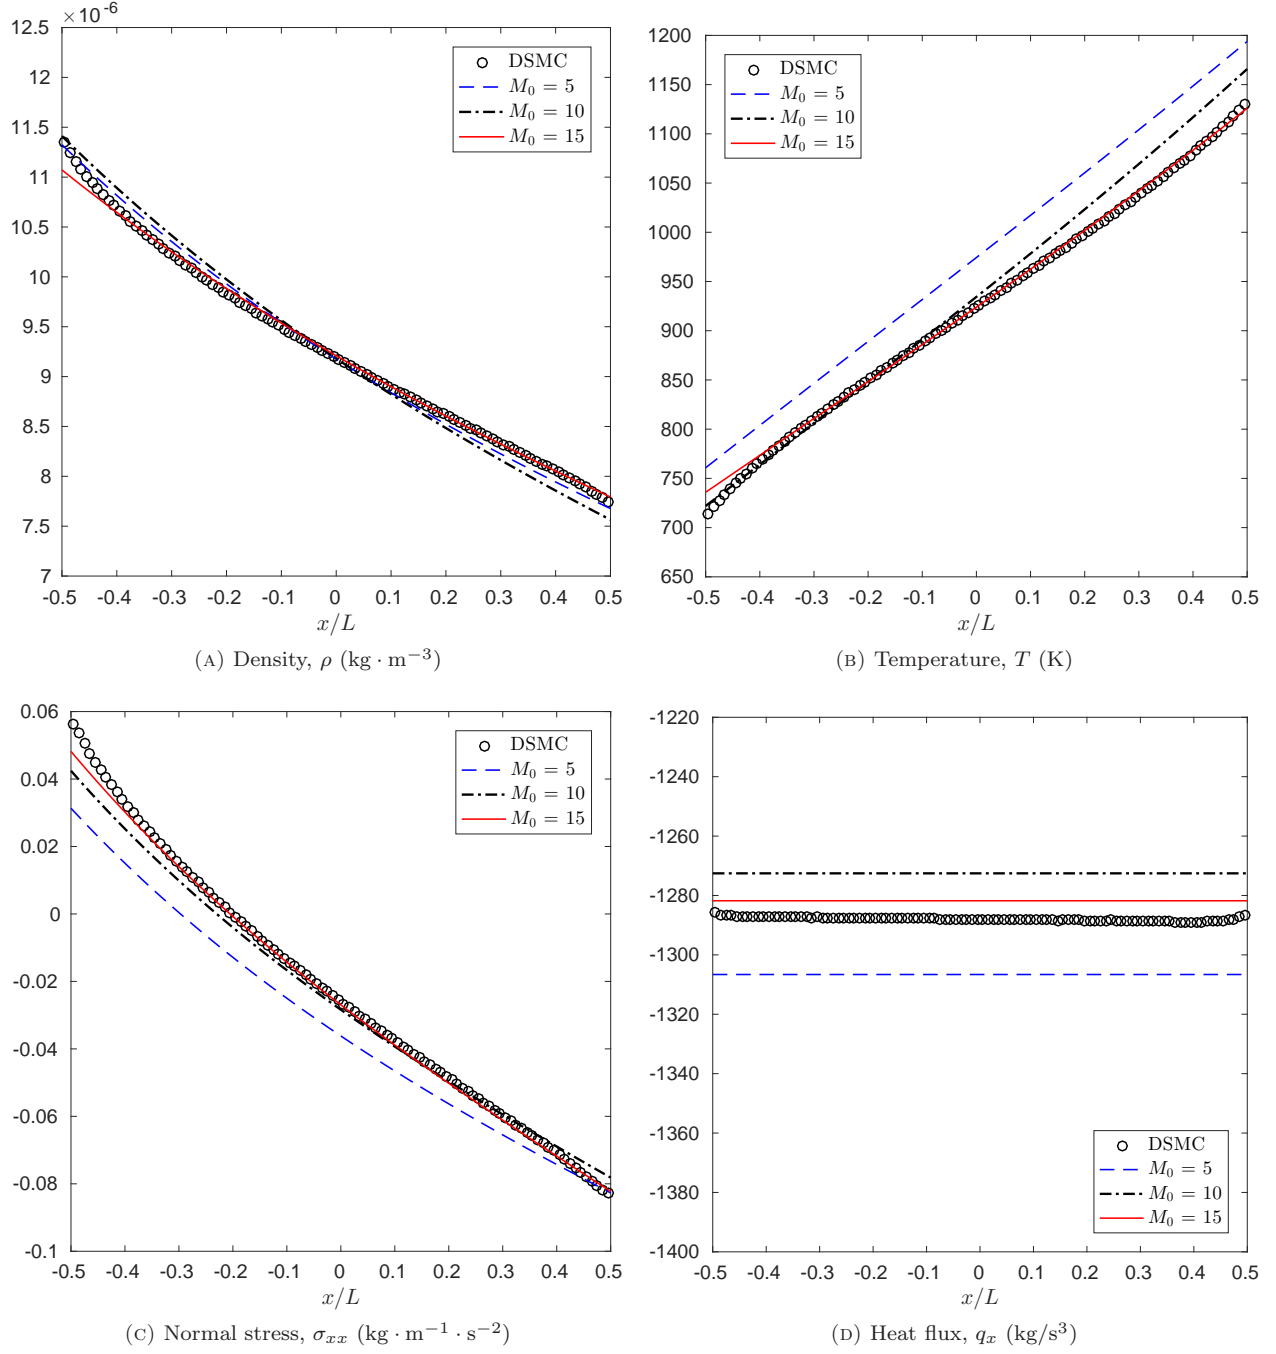 ×10⁻⁶
12.5
12
11.5
11
10.5
10
9.5
9
8.5
8
7.5
7
-0.5 -0.4 -0.3 -0.2 -0.1 0 0.1 0.2 0.3 0.4 0.5
x/L
DSMC
M₀ = 5
M₀ = 10
M₀ = 15
(A) Density, ρ (kg · m⁻³)
1200
1150
1100
1050
1000
950
900
850
800
750
700
650
-0.5 -0.4 -0.3 -0.2 -0.1 0 0.1 0.2 0.3 0.4 0.5
x/L
DSMC
M₀ = 5
M₀ = 10
M₀ = 15
(B) Temperature, T (K)
0.06
0.04
0.02
0
-0.02
-0.04
-0.06
-0.08
-0.1
-0.5 -0.4 -0.3 -0.2 -0.1 0 0.1 0.2 0.3 0.4 0.5
x/L
DSMC
M₀ = 5
M₀ = 10
M₀ = 15
(C) Normal stress, σₓₓ (kg · m⁻¹ · s⁻²)
-1220
-1240
-1260
-1280
-1300
-1320
-1340
-1360
-1380
-1400
-0.5 -0.4 -0.3 -0.2 -0.1 0 0.1 0.2 0.3 0.4 0.5
x/L
DSMC
M₀ = 5
M₀ = 10
M₀ = 15
(D) Heat flux, qₓ (kg/s³)